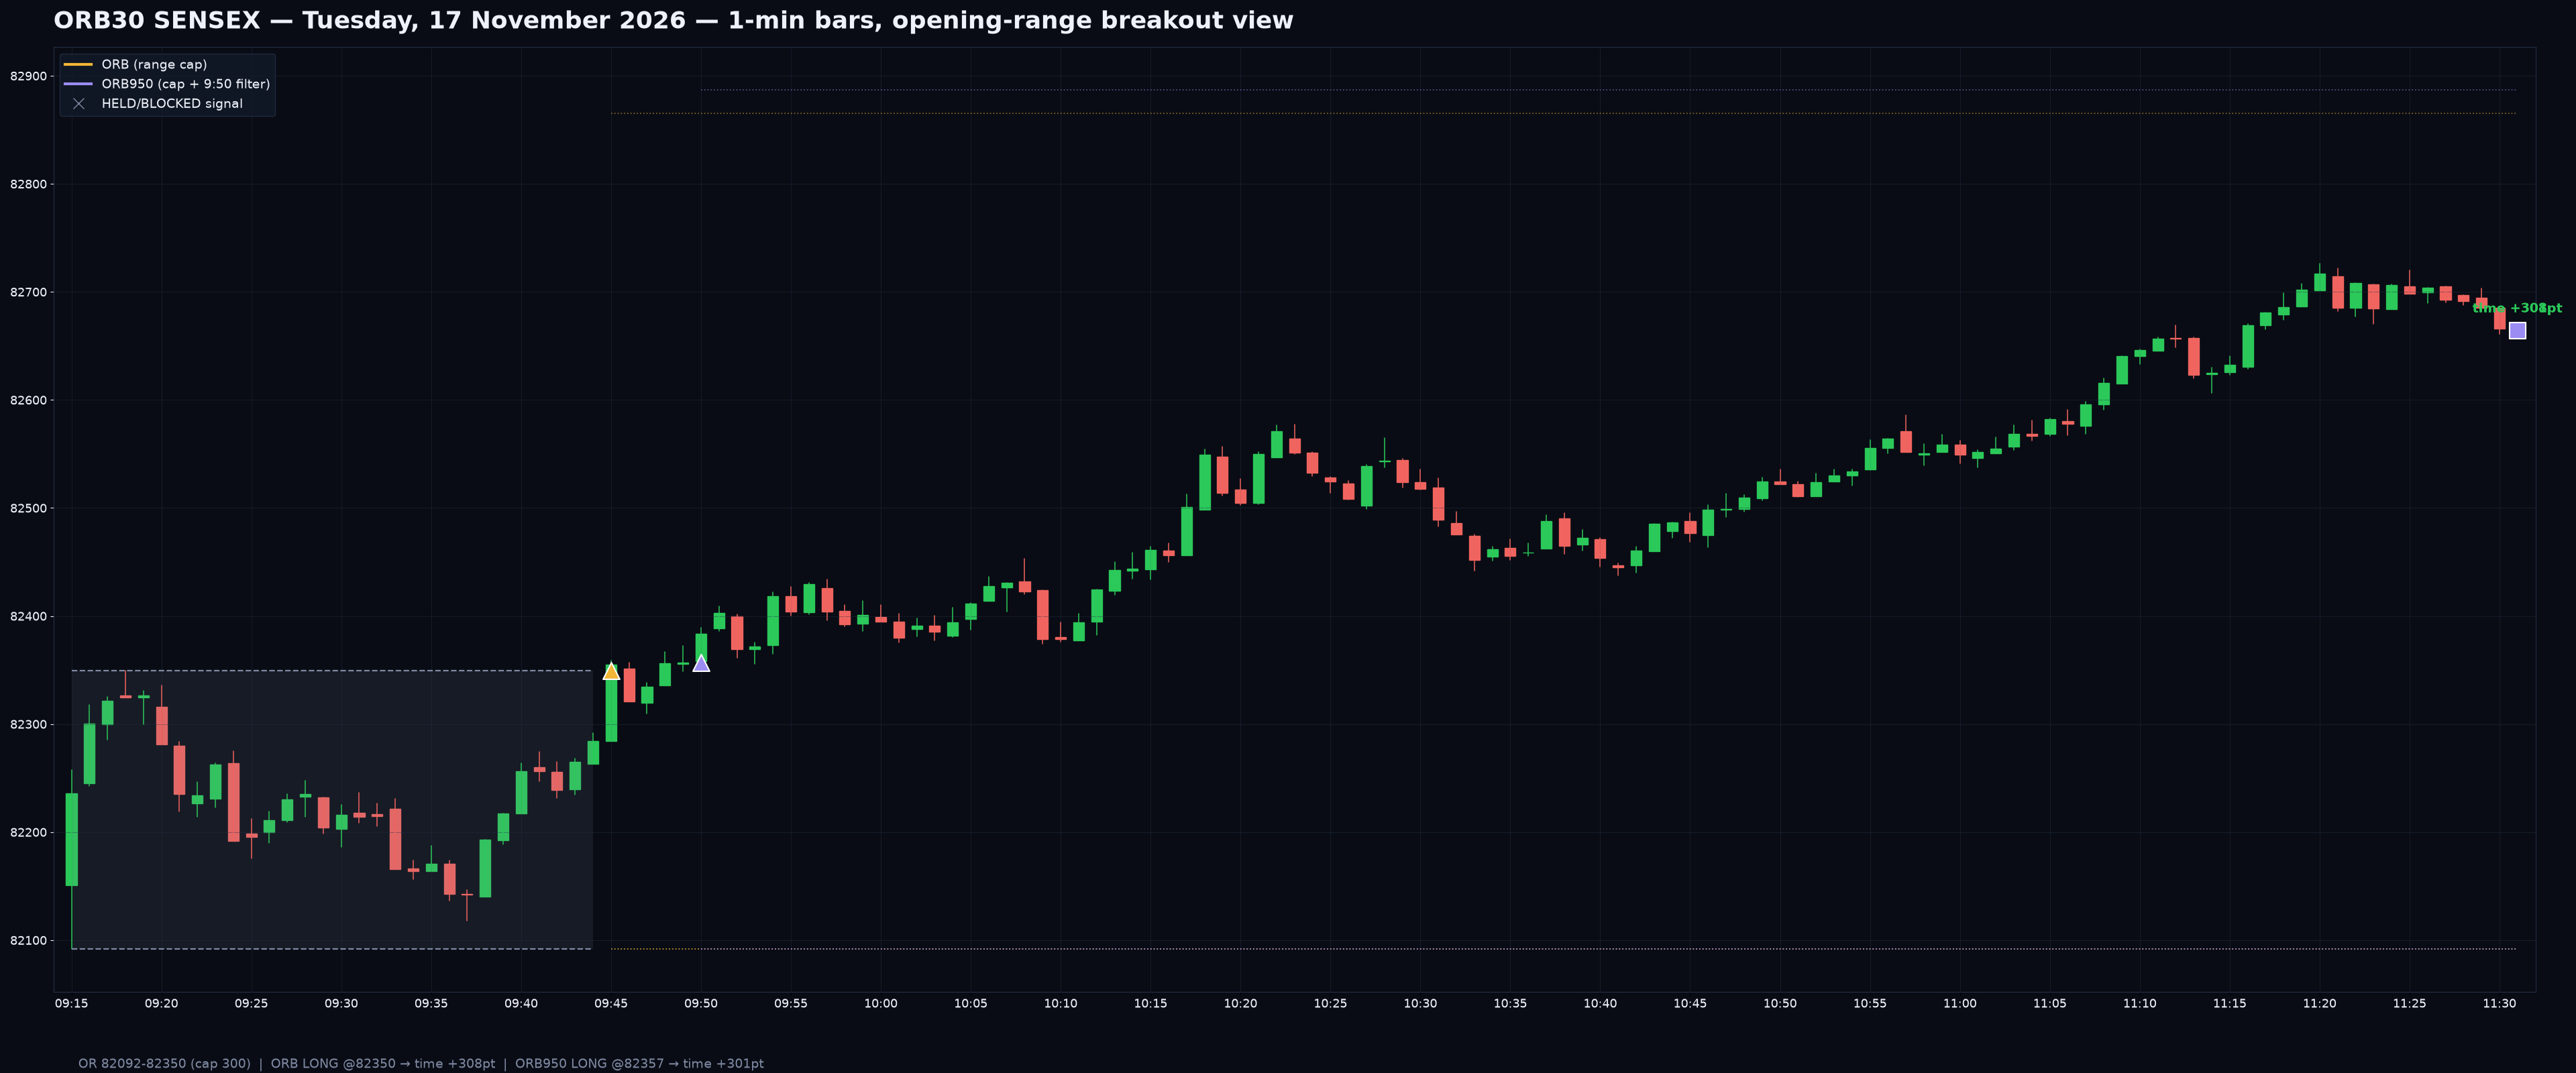 ORB30 SENSEX — Tuesday, 17 November 2026 — 1-min bars, opening-range breakout view
ORB (range cap)
ORB950 (cap + 9:50 filter)
HELD/BLOCKED signal
82900
82800
82700
82600
82500
82400
82300
82200
82100
time
09:15 09:20 09:25 09:30 09:35 09:40 09:45 09:50 09:55 10:00 10:05 10:10 10:15 10:20 10:25 10:30 10:35 10:40 10:45 10:50 10:55 11:00 11:05 11:10 11:15 11:20 11:25 11:30
OR 82092-82350 (cap 300) | ORB LONG @82350 → time +308pt | ORB950 LONG @82357 → time +301pt